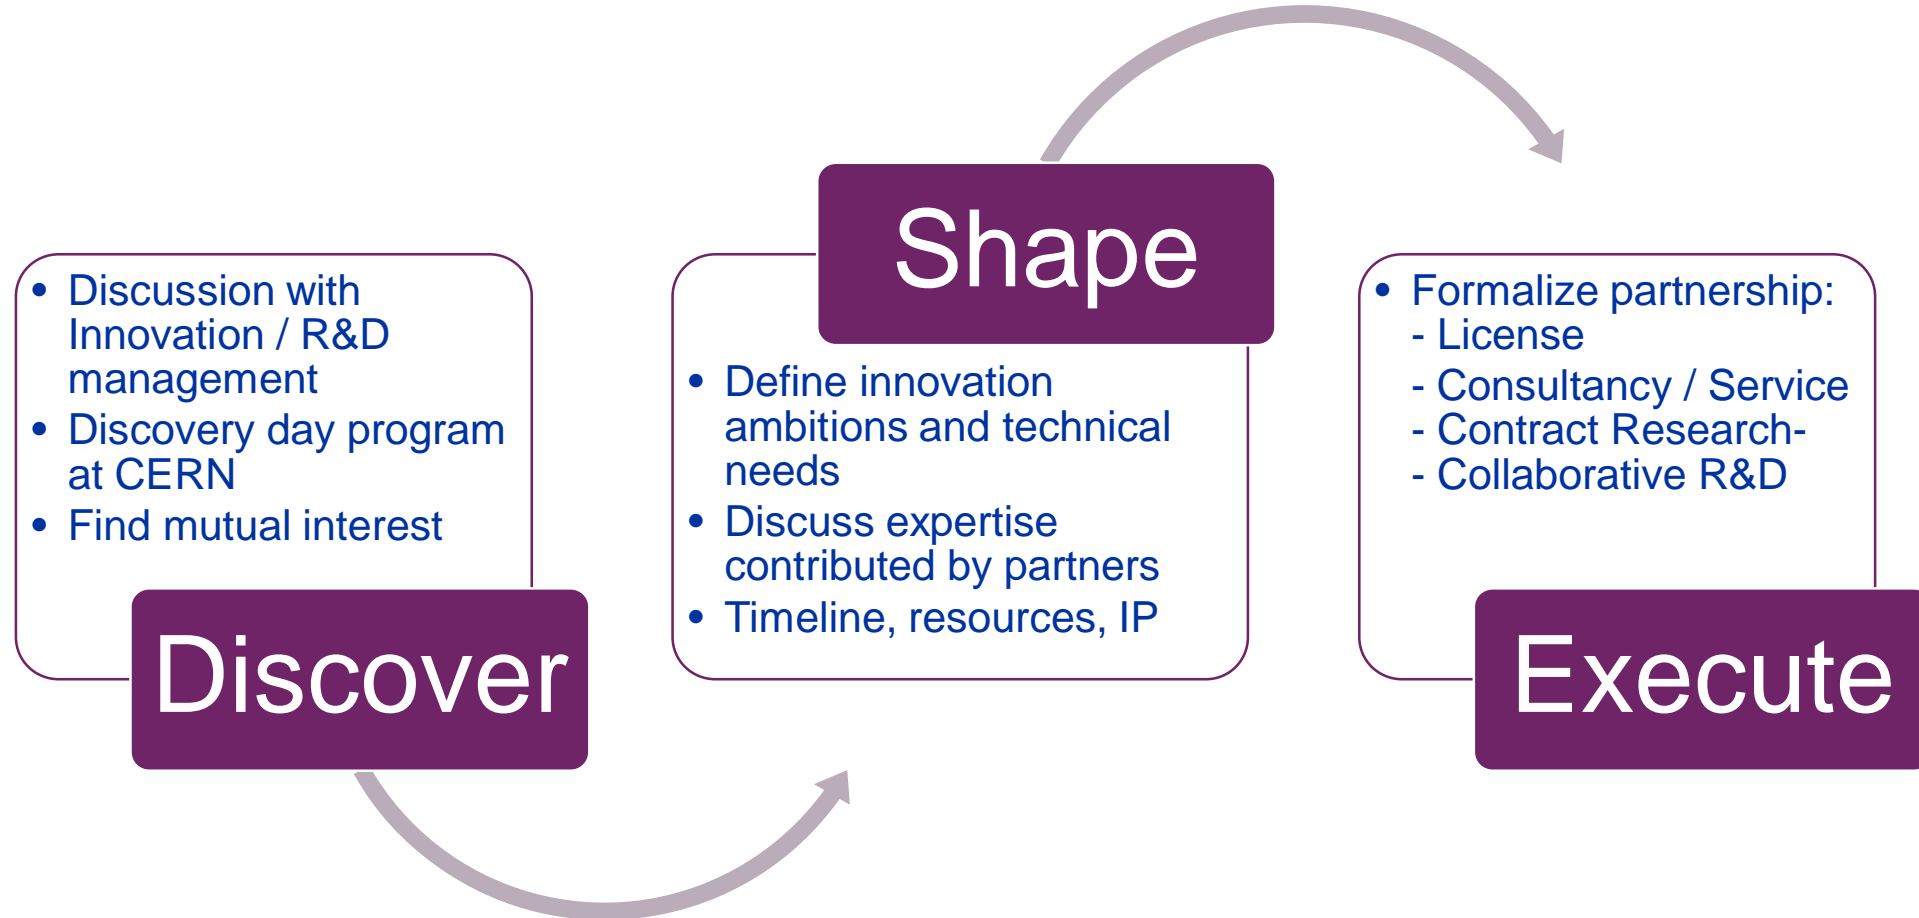 • Discussion with
Innovation / R&D
management
• Discovery day program
at CERN
• Find mutual interest
Discover
Shape
• Define innovation
ambitions and technical
needs
• Discuss expertise
contributed by partners
• Timeline, resources, IP
• Formalize partnership:
- License
- Consultancy / Service
- Contract Research-
- Collaborative R&D
Execute